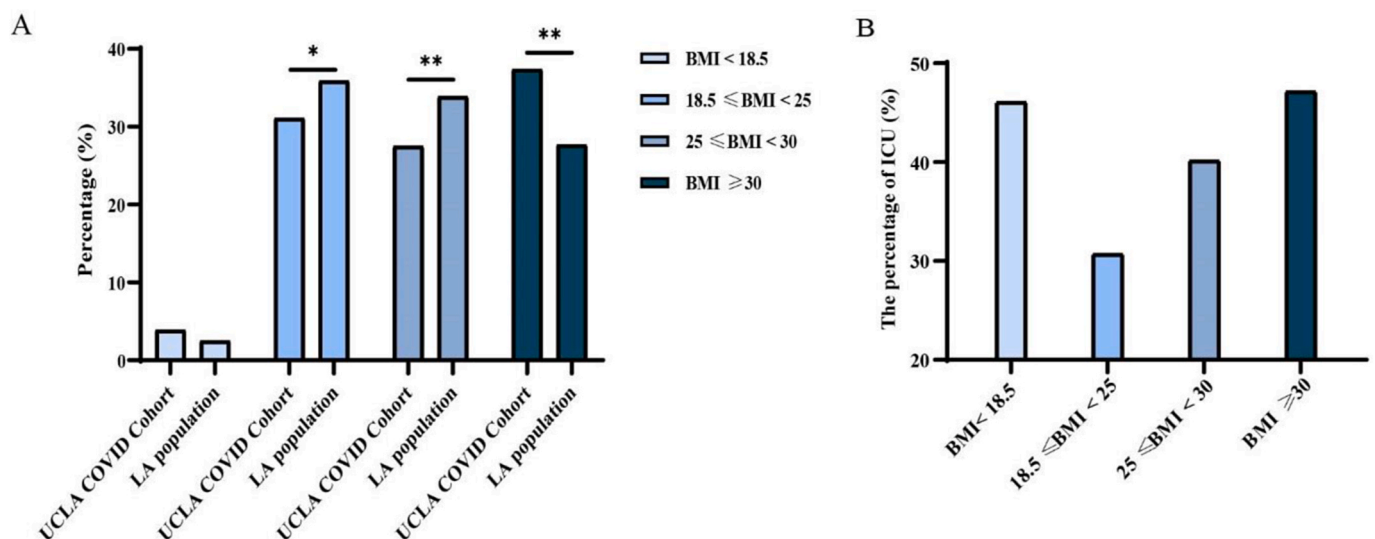 A
Percentage (%)
40
30
20
10
0
*
**
**
UCLA COVID Cohort
LA population
UCLA COVID Cohort
LA population
UCLA COVID Cohort
LA population
UCLA COVID Cohort
LA population
BMI < 18.5
18.5 ⩽BMI < 25
25 ⩽BMI < 30
BMI ⩾30
B
The percentage of ICU (%)
50
40
30
20
BMI< 18.5
18.5 ⩽BMI < 25
25 ⩽BMI < 30
BMI ⩾30